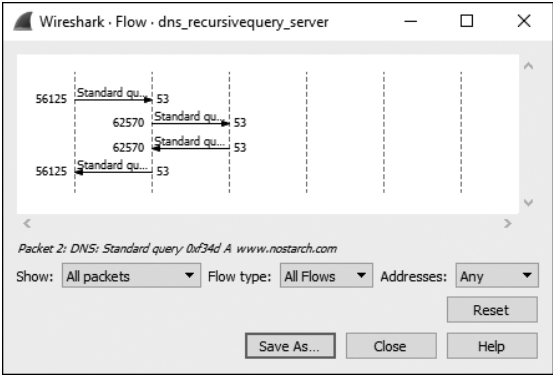 Wireshark · Flow · dns_recursivequery_server
56125 Standard qu... 53
62570 Standard qu... 53
62570 Standard qu... 53
56125 Standard qu... 53
Packet 2: DNS: Standard query 0xf34d A www.nostarch.com
Show: All packets Flow type: All Flows Addresses: Any
Reset
Save As... Close Help